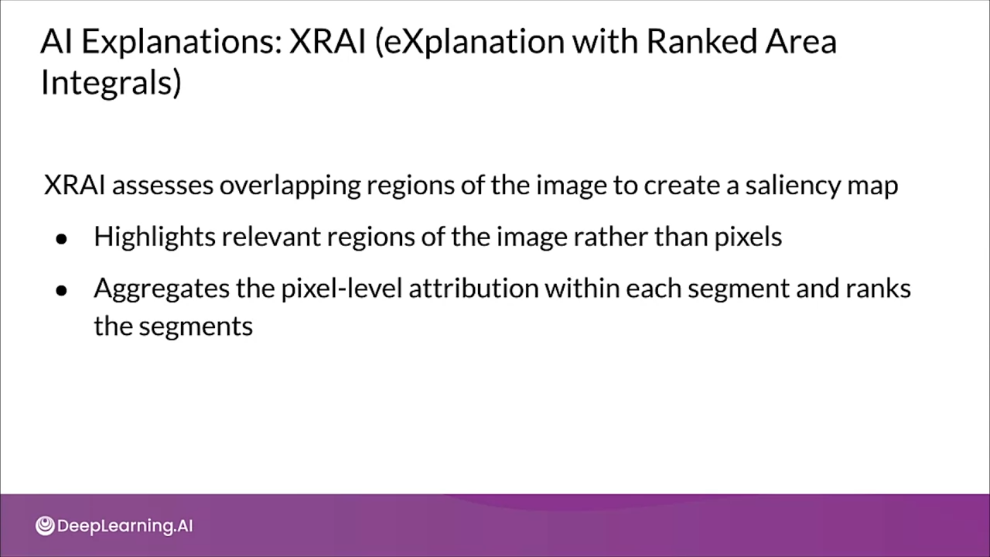 AI Explanations: XRAI (eXplanation with Ranked Area
Integrals)
XRAI assesses overlapping regions of the image to create a saliency map
● Highlights relevant regions of the image rather than pixels
● Aggregates the pixel-level attribution within each segment and ranks
the segments
DeepLearning.AI